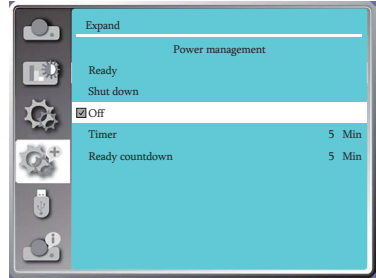 Expand
Power management
Ready
Shut down
Off
Timer 5 Min
Ready countdown 5 Min